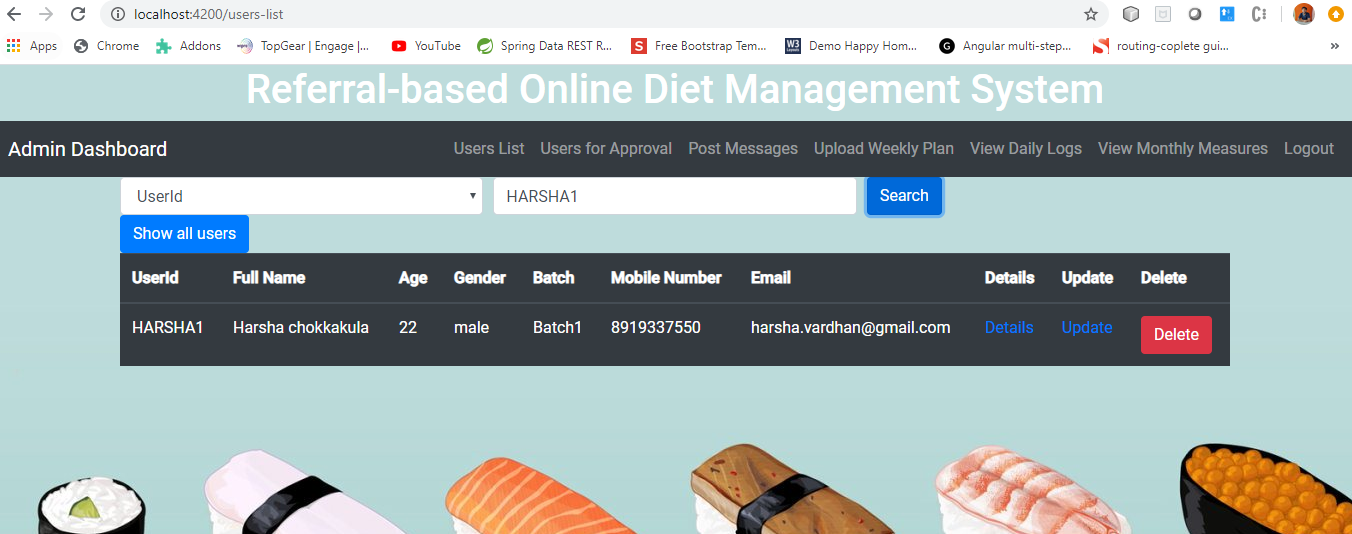 localhost:4200/users-list
Apps Chrome Addons TopGear | Engage |... YouTube Spring Data REST R... S Free Bootstrap Tem... W3 Demo Happy Hom... G Angular multi-step... S routing-coplete gui... »
Referral-based Online Diet Management System
Admin Dashboard Users List Users for Approval Post Messages Upload Weekly Plan View Daily Logs View Monthly Measures Logout
UserId HARSHA1 Search
Show all users
UserId Full Name Age Gender Batch Mobile Number Email Details Update Delete
HARSHA1 Harsha chokkakula 22 male Batch1 8919337550 harsha.vardhan@gmail.com Details Update Delete